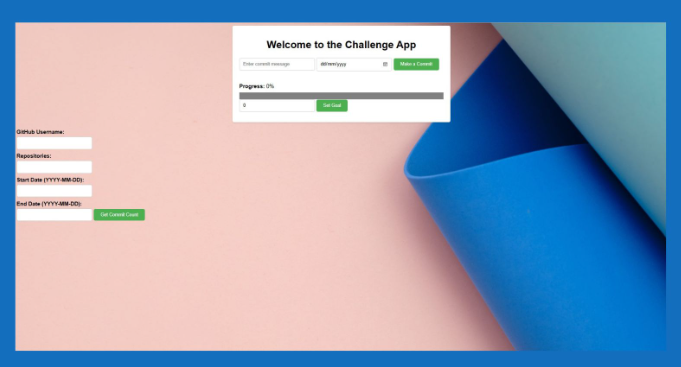 Welcome to the Challenge App
Enter commit message dd/mm/yyyy Make a Commit
Progress: 0%
0 Set Goal
GitHub Username:
Repositories:
Start Date (YYYY-MM-DD):
End Date (YYYY-MM-DD):
Get Commit Count